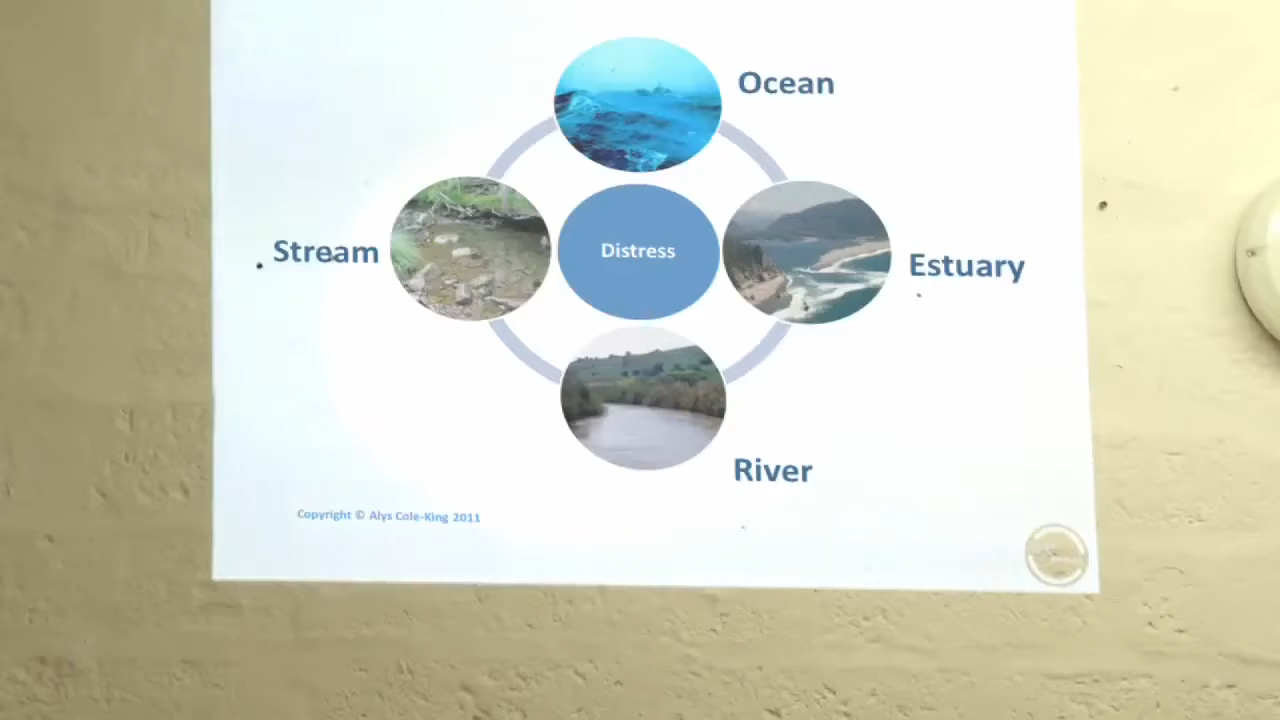 Ocean
Stream
Distress
Estuary
River
Copyright © Alys Cole-King 2011